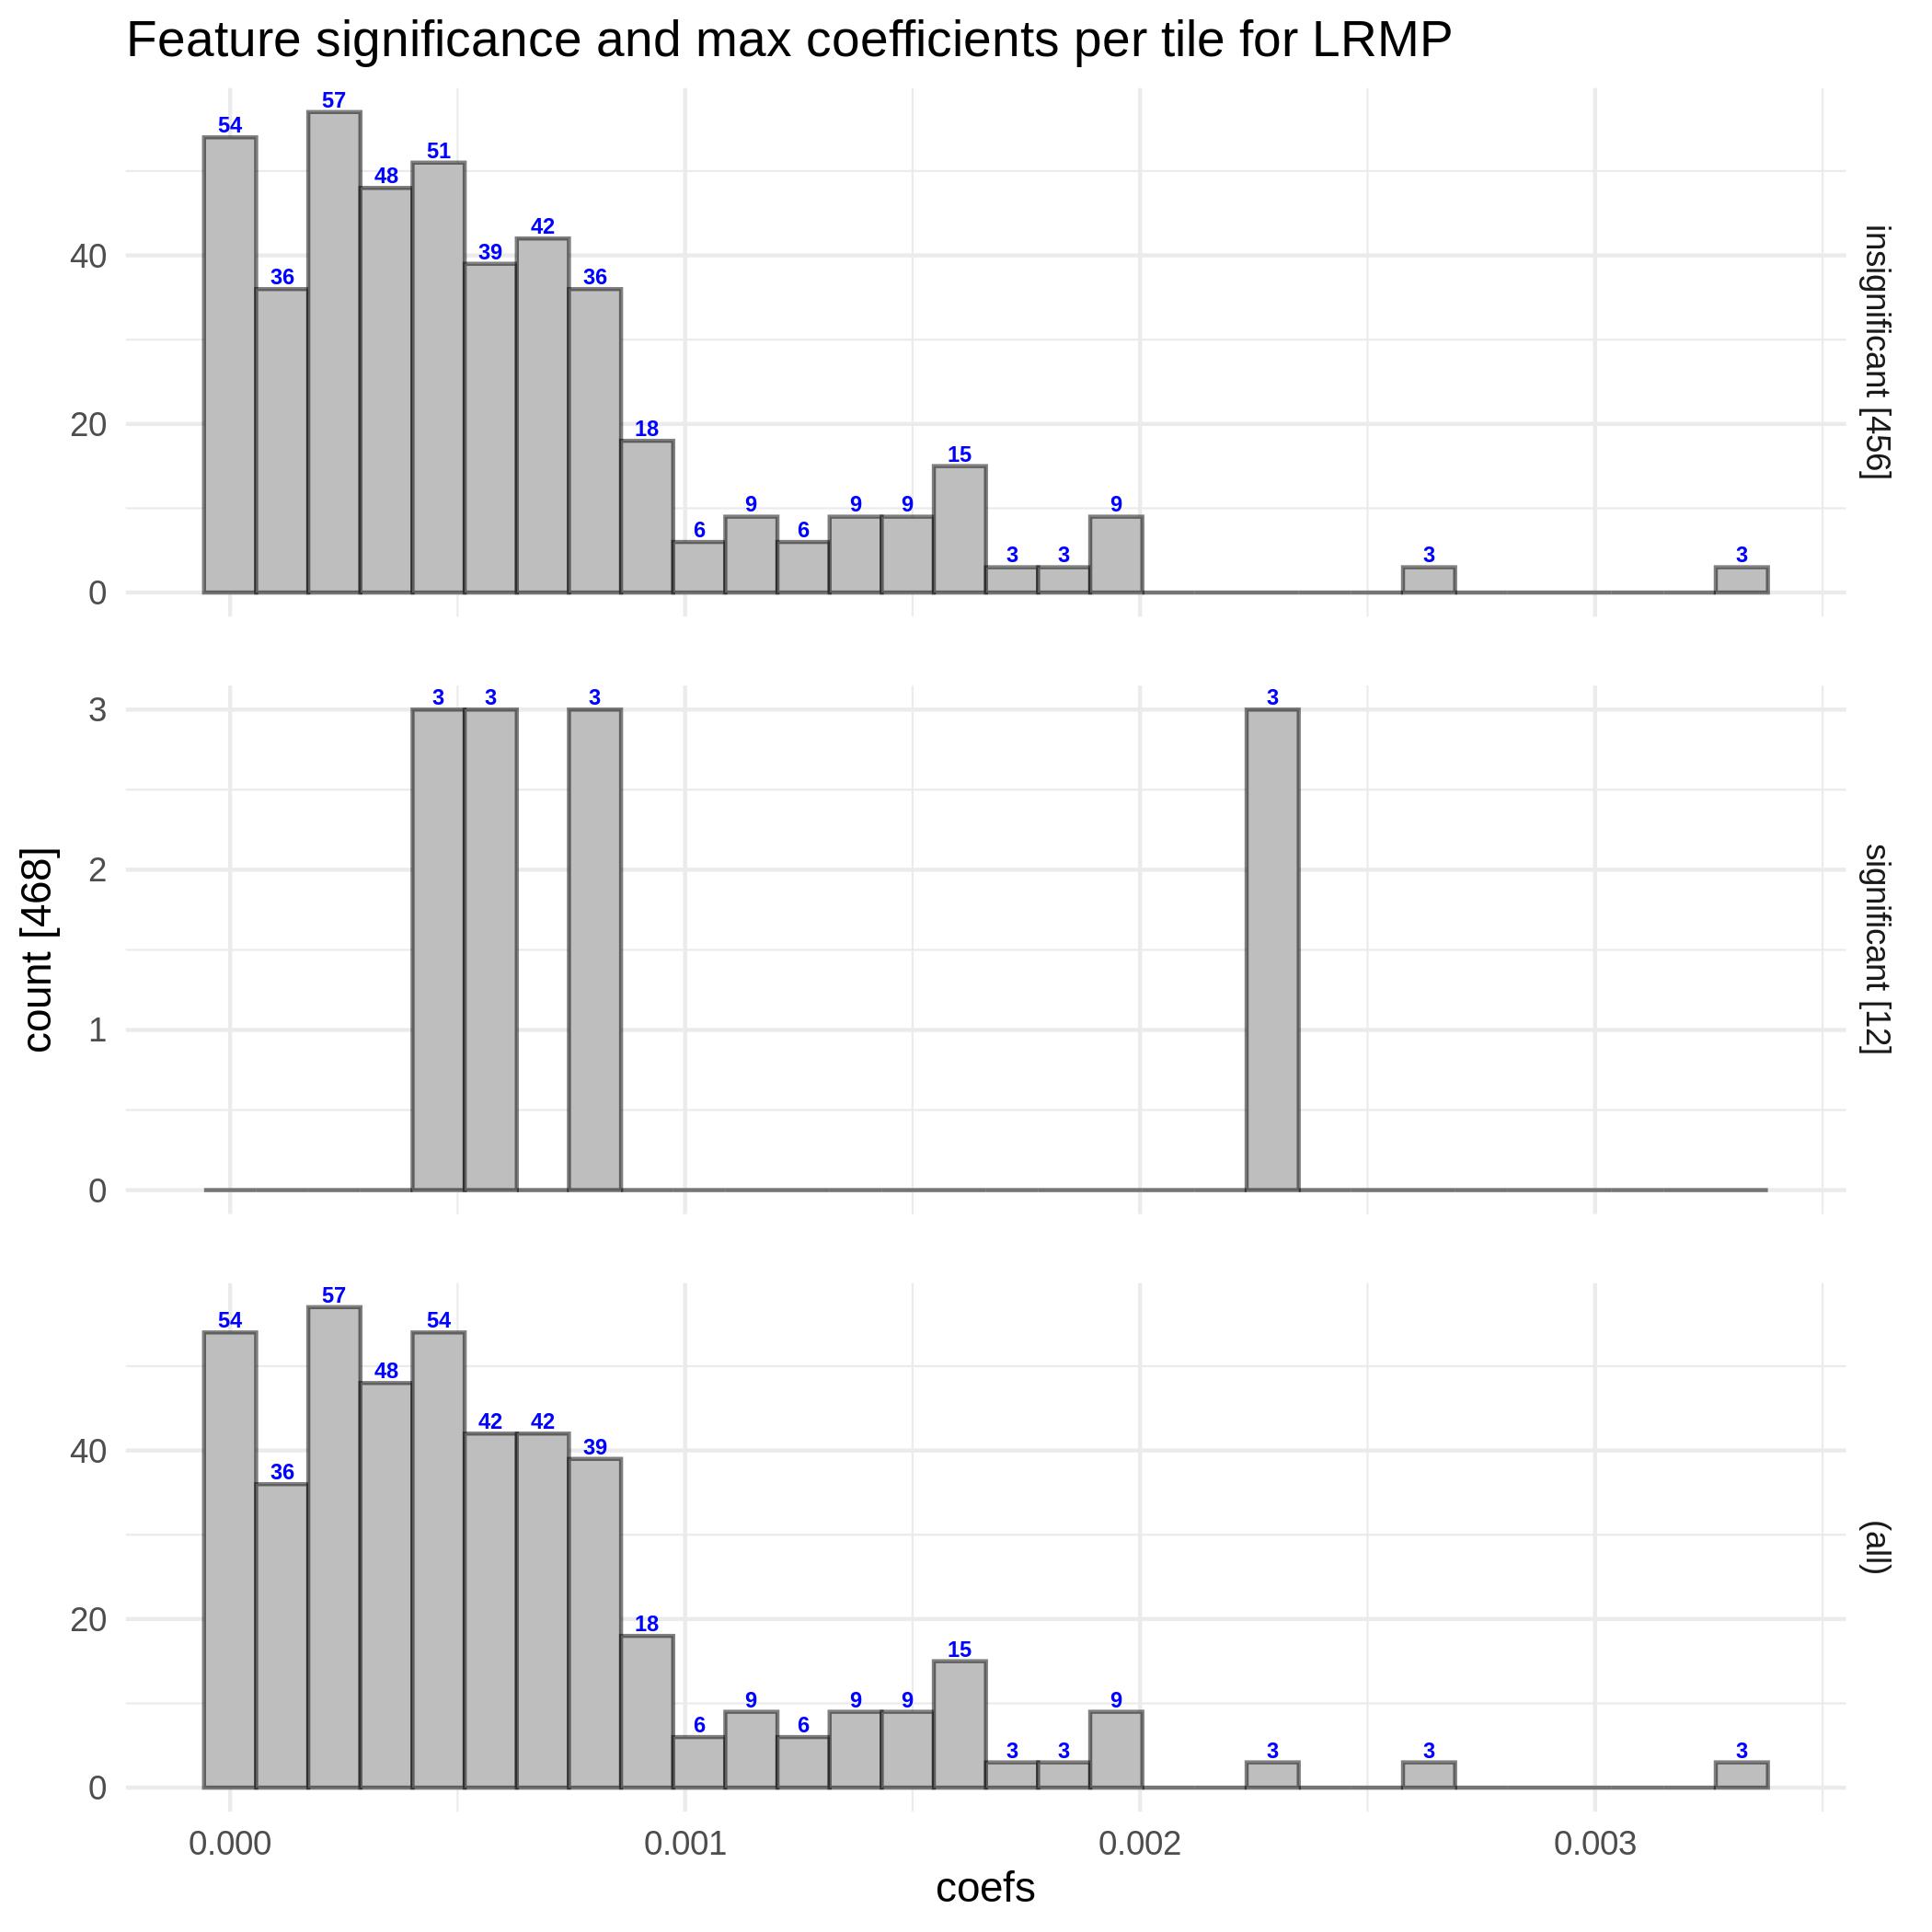 Feature significance and max coefficients per tile for LRMP
54 36 57 48 51 39 42 36 18 6 9 6 9 9 15 3 3 9 3 3
40
20
0
insignificant [456]
3 3 3 3
3
2
1
0
significant [12]
count [468]
54 36 57 48 54 42 42 39 18 6 9 6 9 9 15 3 3 9 3 3 3
40
20
0
(all)
0.000 0.001 0.002 0.003
coefs